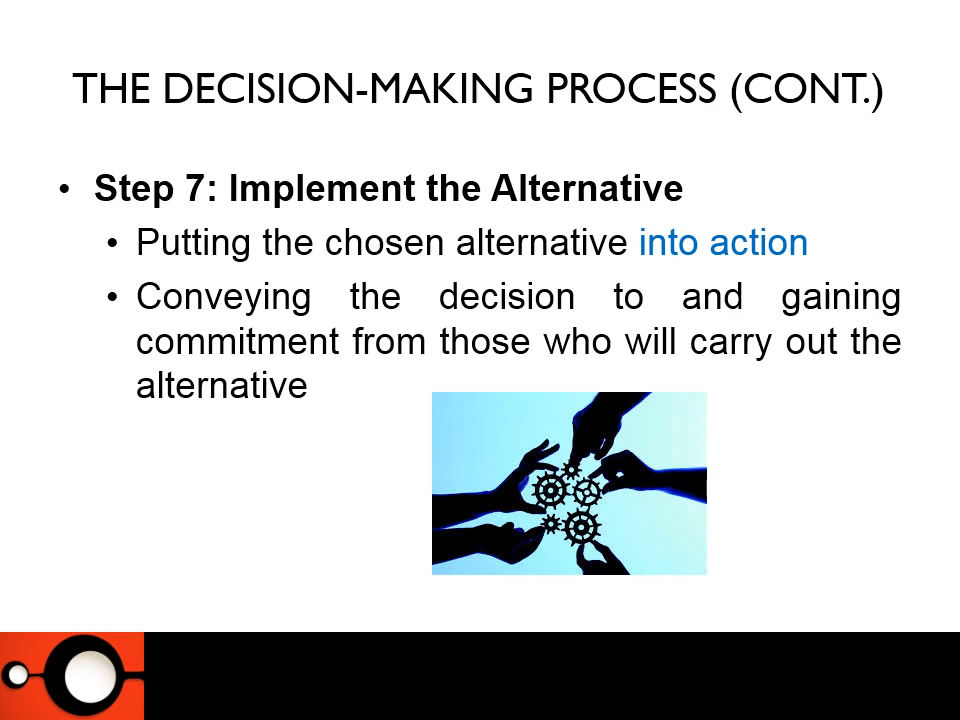 THE DECISION-MAKING PROCESS (CONT.)
• Step 7: Implement the Alternative
• Putting the chosen alternative into action
• Conveying the decision to and gaining
commitment from those who will carry out the
alternative